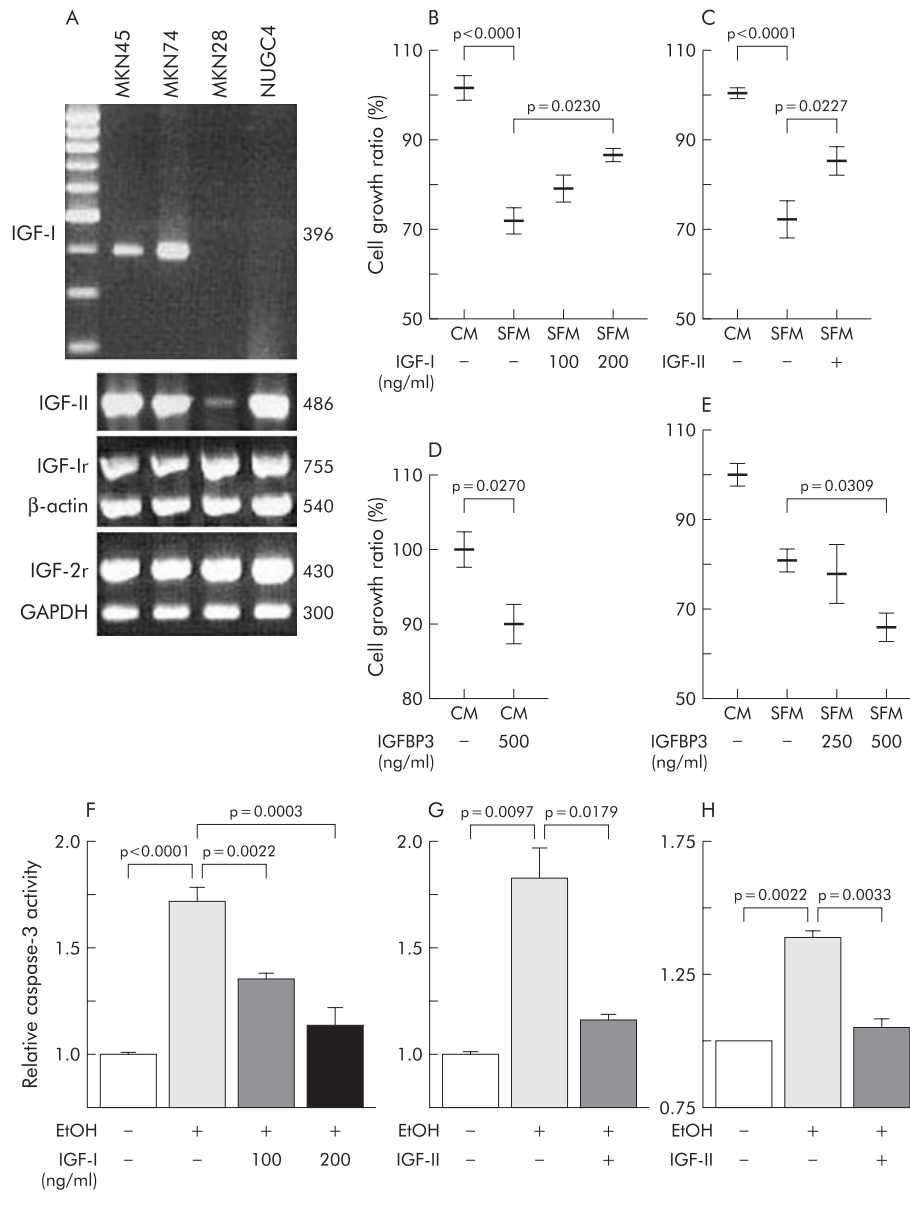 A
MKN45
MKN74
MKN28
NUGC4
IGF-I
396
IGF-II
486
IGF-Ir
755
β-actin
540
IGF-2r
430
GAPDH
300
B
p<0.0001
p=0.0230
Cell growth ratio (%)
110
90
70
50
CM SFM SFM SFM
IGF-I – – 100 200
(ng/ml)
C
p<0.0001
p=0.0227
110
90
70
50
CM SFM SFM
IGF-II – – +
D
p=0.0270
Cell growth ratio (%)
110
100
90
80
CM CM
IGFBP3 – 500
(ng/ml)
E
p=0.0309
110
90
70
50
CM SFM SFM SFM
IGFBP3 – – 250 500
(ng/ml)
F
p=0.0003
p<0.0001 p=0.0022
Relative caspase-3 activity
2.0
1.5
1.0
EtOH – + + +
IGF-I – – 100 200
(ng/ml)
G
p=0.0097 p=0.0179
2.0
1.5
1.0
EtOH – + +
IGF-II – – +
H
p=0.0022 p=0.0033
1.75
1.25
0.75
EtOH – + +
IGF-II – – +